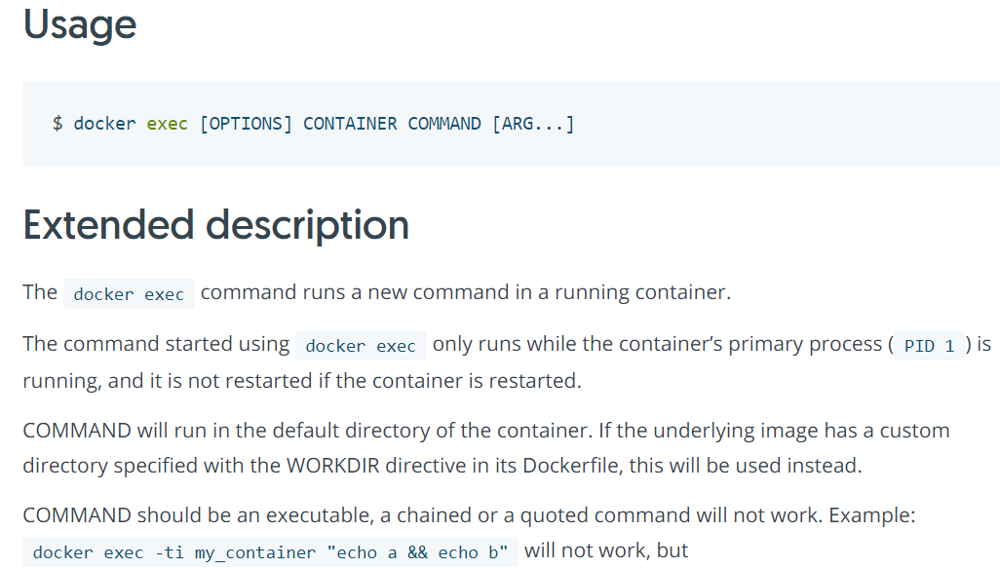 Usage
$ docker exec [OPTIONS] CONTAINER COMMAND [ARG...]
Extended description
The docker exec command runs a new command in a running container.
The command started using docker exec only runs while the container’s primary process ( PID 1 ) is
running, and it is not restarted if the container is restarted.
COMMAND will run in the default directory of the container. If the underlying image has a custom
directory specified with the WORKDIR directive in its Dockerfile, this will be used instead.
COMMAND should be an executable, a chained or a quoted command will not work. Example:
docker exec -ti my_container "echo a && echo b" will not work, but